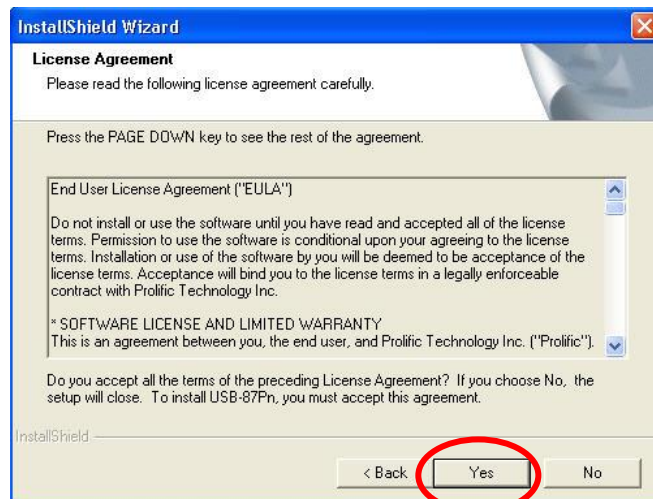 InstallShield Wizard
License Agreement
Please read the following license agreement carefully.
Press the PAGE DOWN key to see the rest of the agreement.
End User License Agreement ("EULA")
Do not install or use the software until you have read and accepted all of the license
terms. Permission to use the software is conditional upon your agreeing to the license
terms. Installation or use of the software by you will be deemed to be acceptance of the
license terms. Acceptance will bind you to the license terms in a legally enforceable
contract with Prolific Technology Inc.
* SOFTWARE LICENSE AND LIMITED WARRANTY
This is an agreement between you, the end user, and Prolific Technology Inc. ("Prolific").
Do you accept all the terms of the preceding License Agreement? If you choose No, the
setup will close. To install USB-87Pn, you must accept this agreement.
InstallShield
< Back Yes No